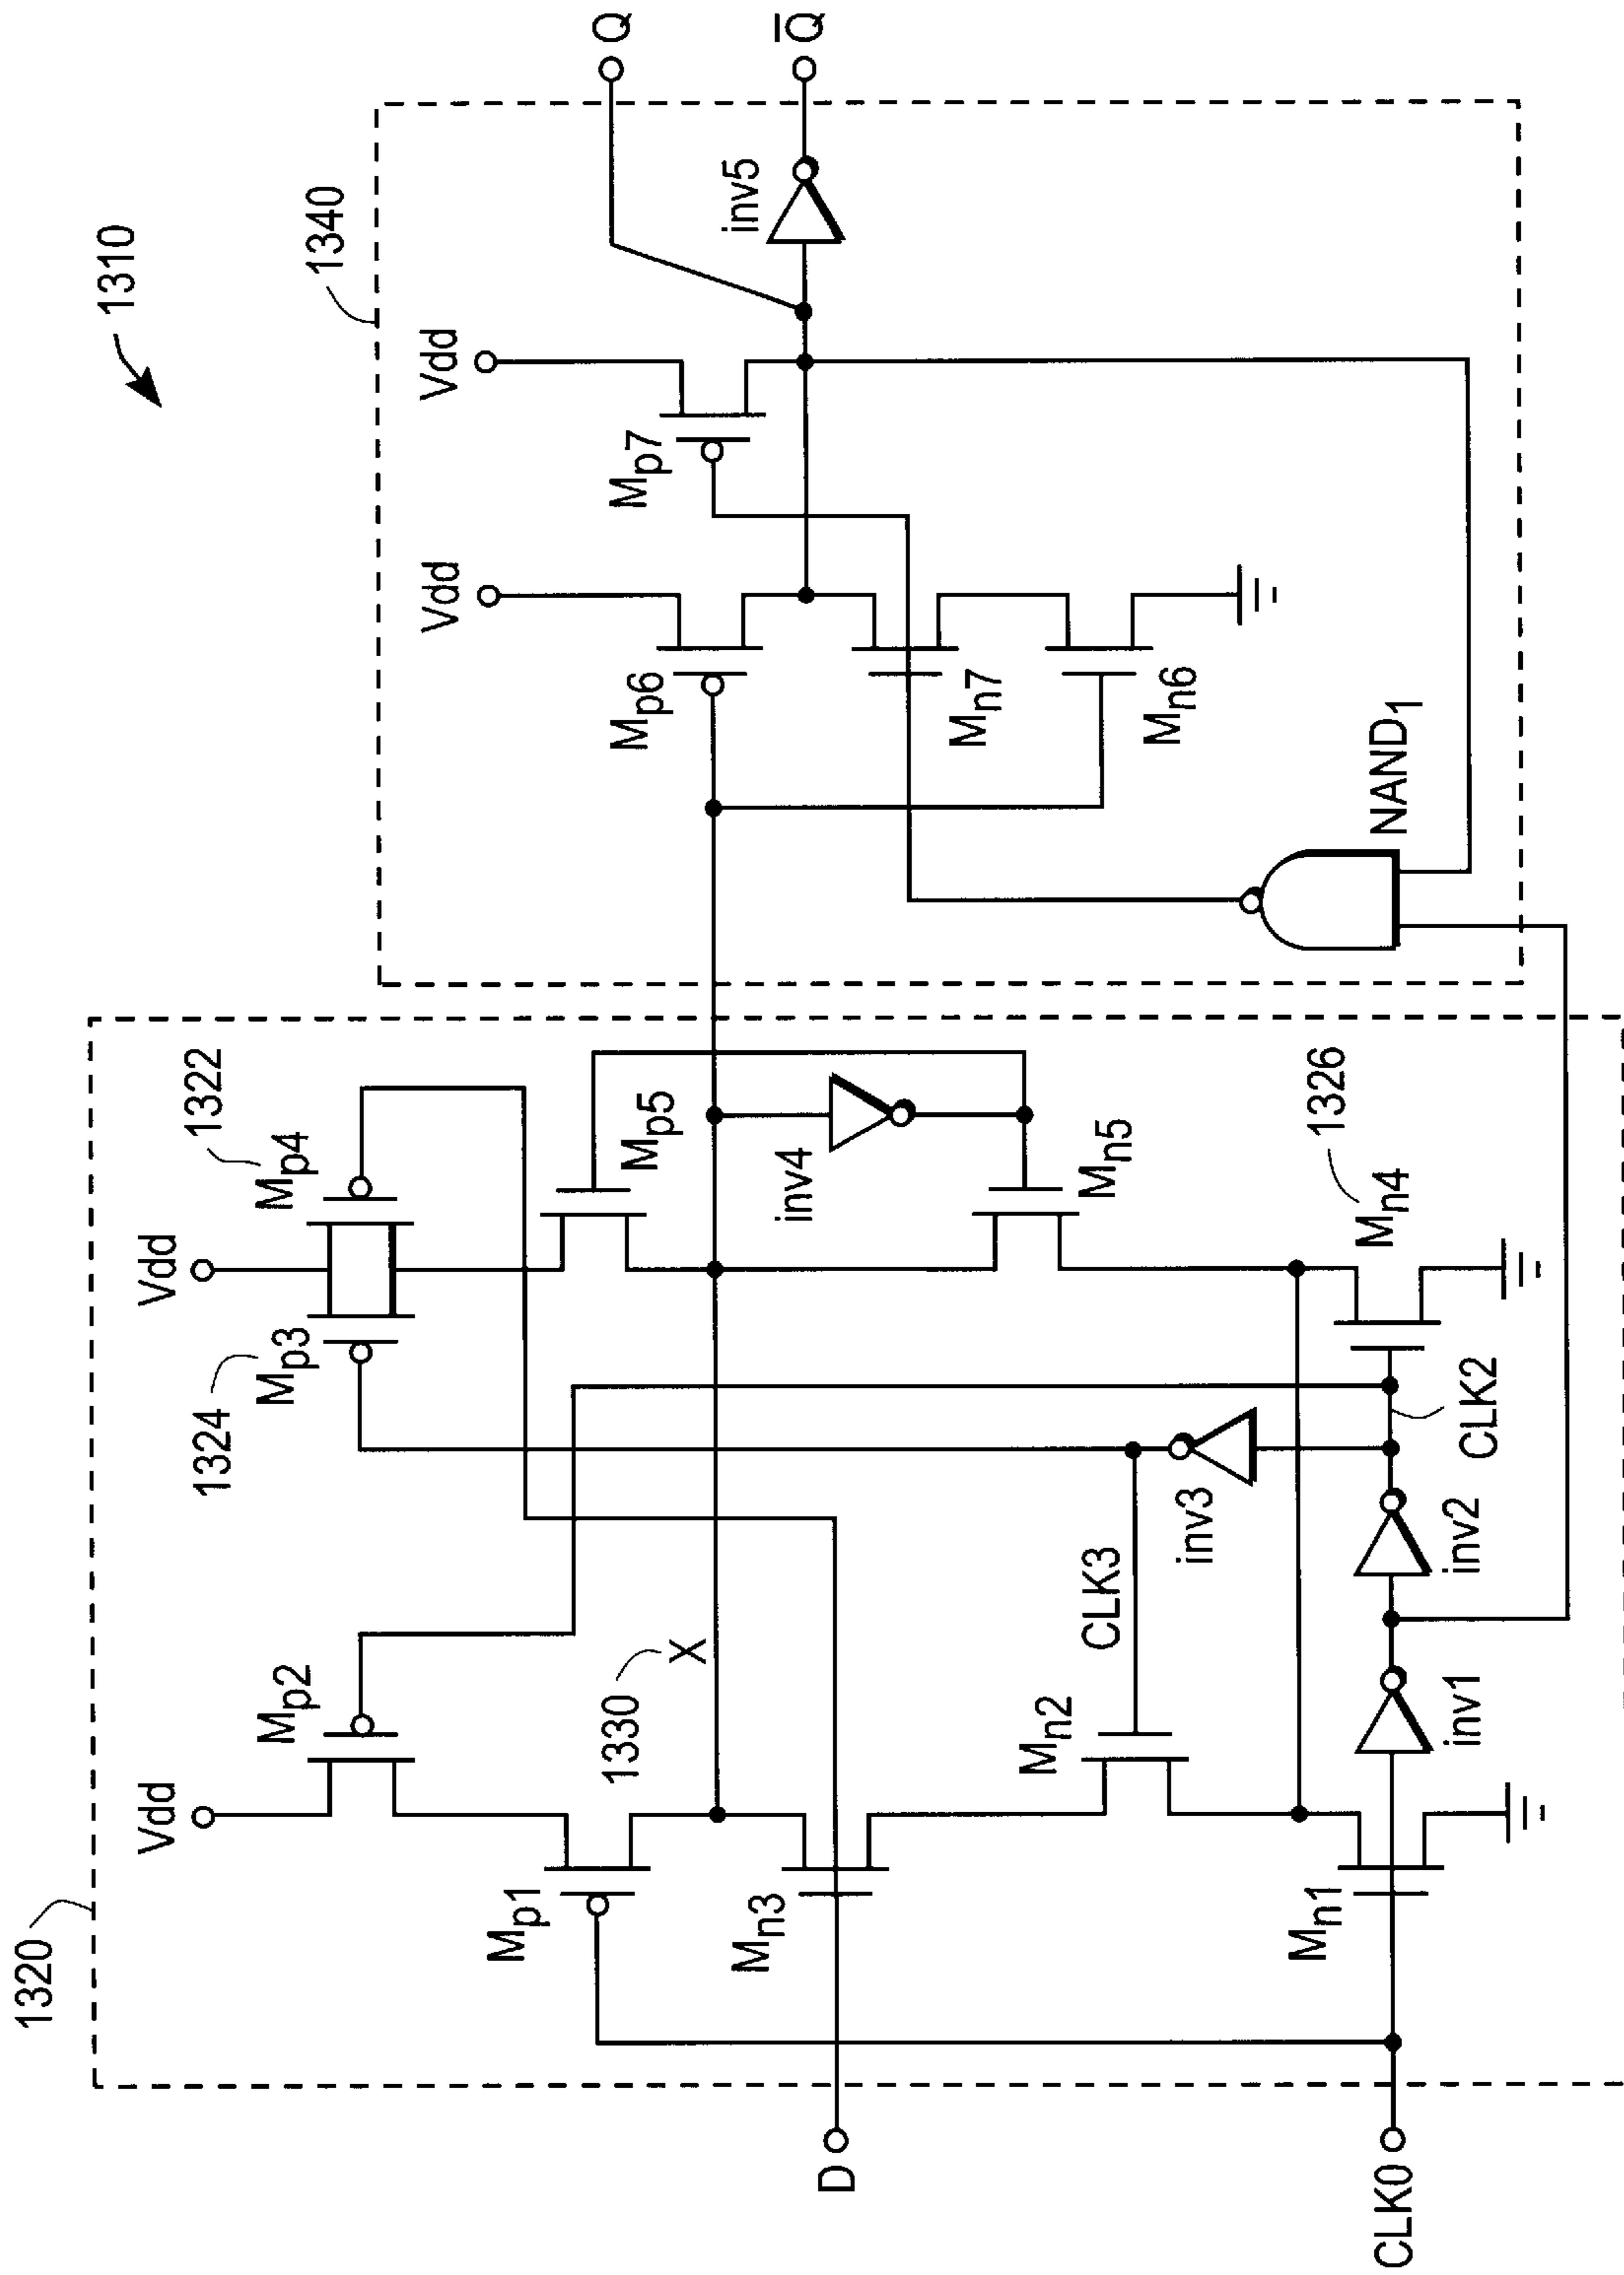 1310
1320
1340
Vdd
Vdd
Vdd
Vdd
Mp2
Mp3
Mp4
1324
1322
Mp1
1330
X
Mp5
Mp6
Mp7
Q
Q̅
inv5
D
Mn3
inv4
Mn7
Mn2
CLK3
inv3
Mn5
Mn6
1326
Mn1
Mn4
NAND1
CLK0
inv1
inv2
CLK2